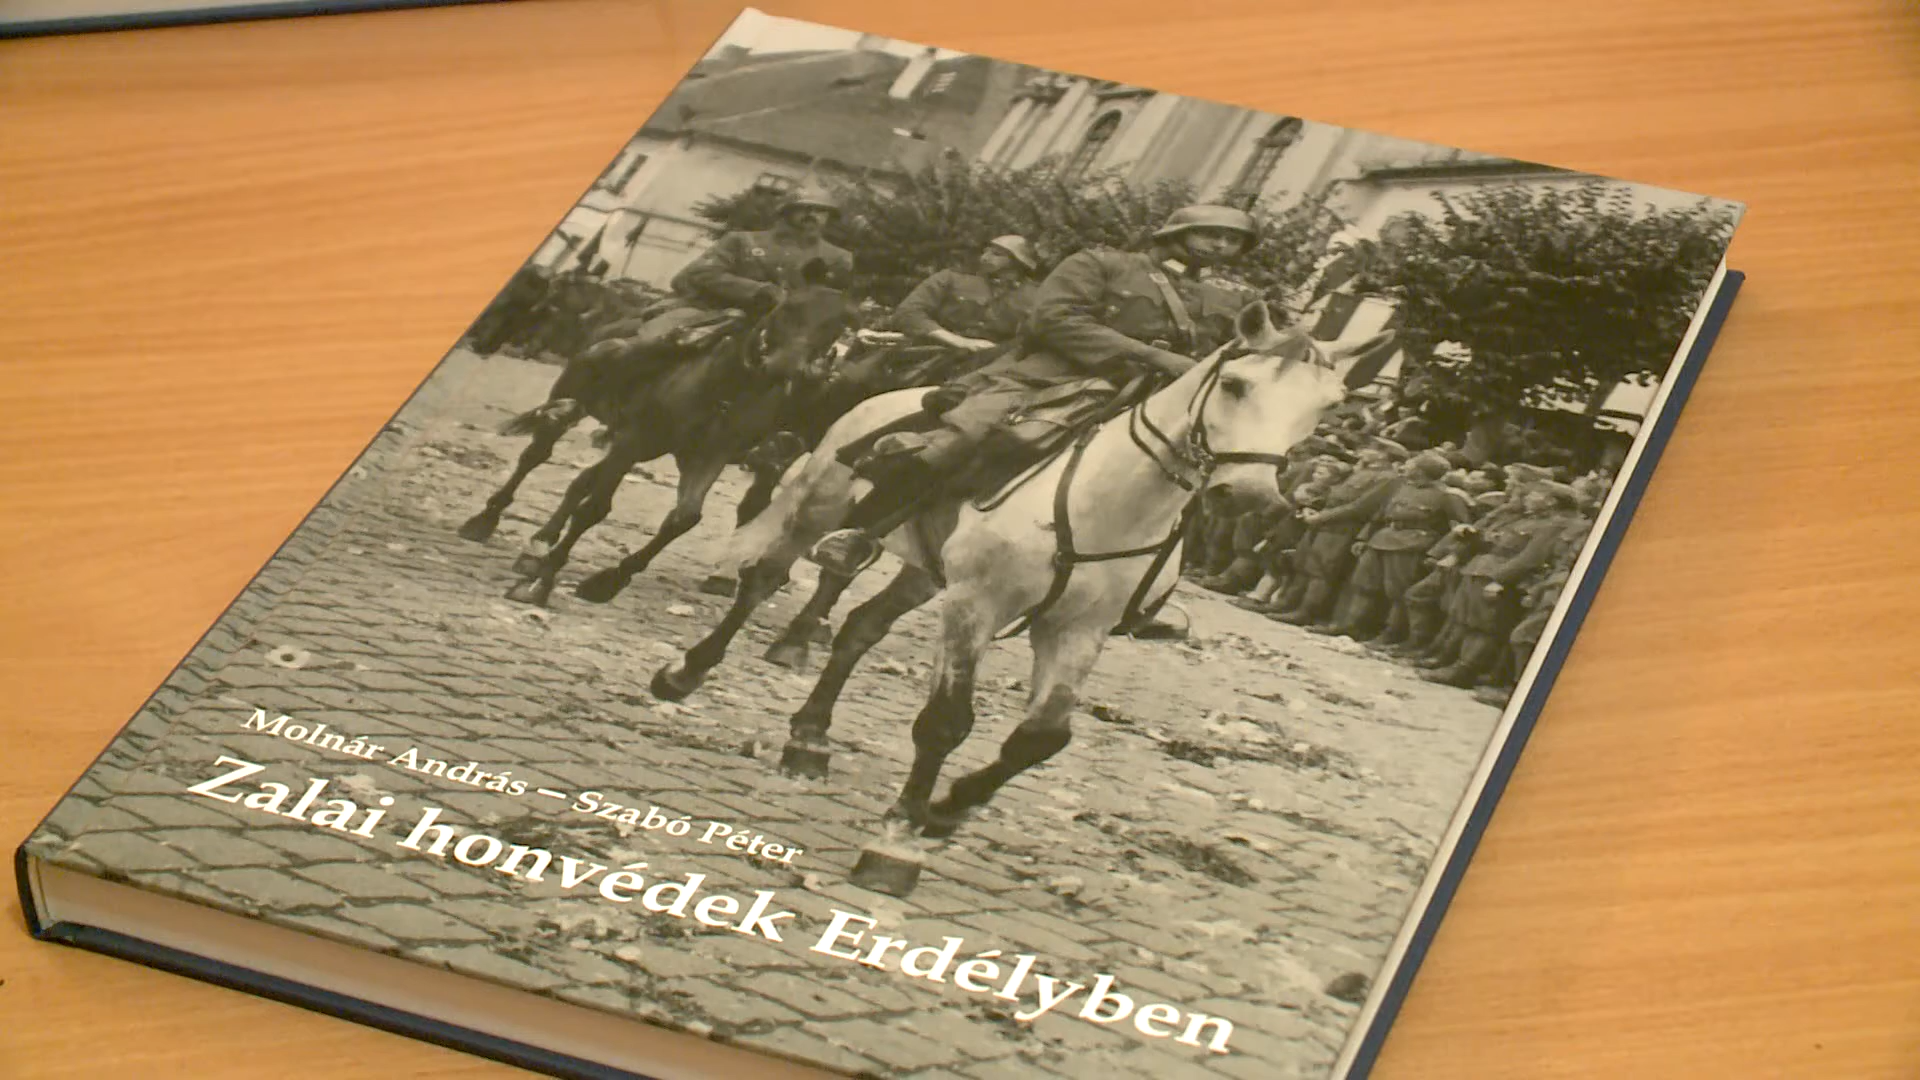 Molnár András – Szabó Péter
Zalai honvédek Erdélyben